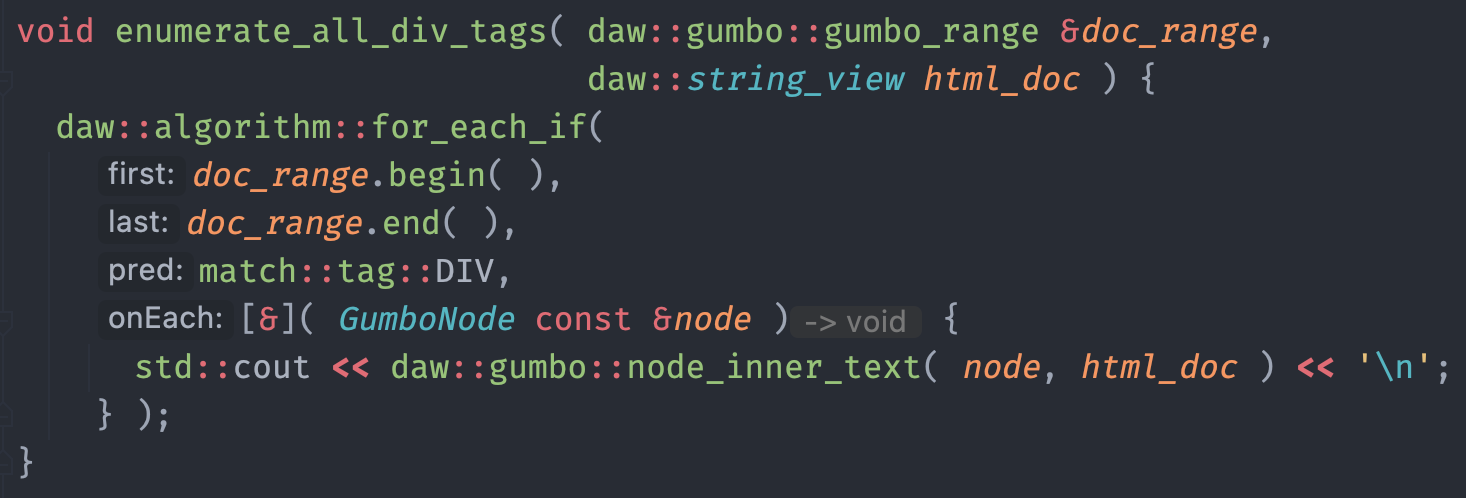 void enumerate_all_div_tags( daw::gumbo::gumbo_range &doc_range,
daw::string_view html_doc ) {
daw::algorithm::for_each_if(
first: doc_range.begin( ),
last: doc_range.end( ),
pred: match::tag::DIV,
onEach: [&]( GumboNode const &node ) -> void {
std::cout << daw::gumbo::node_inner_text( node, html_doc ) << '\n';
} );
}